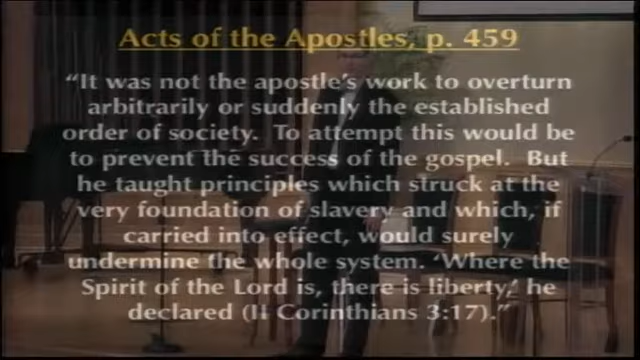 Acts of the Apostles, p. 459
“It was not the apostle’s work to overturn
arbitrarily or suddenly the established
order of society. To attempt this would be
to prevent the success of the gospel. But
he taught principles which struck at the
very foundation of slavery and which, if
carried into effect, would surely
undermine the whole system. ‘Where the
Spirit of the Lord is, there is liberty,’ he
declared (II Corinthians 3:17).”